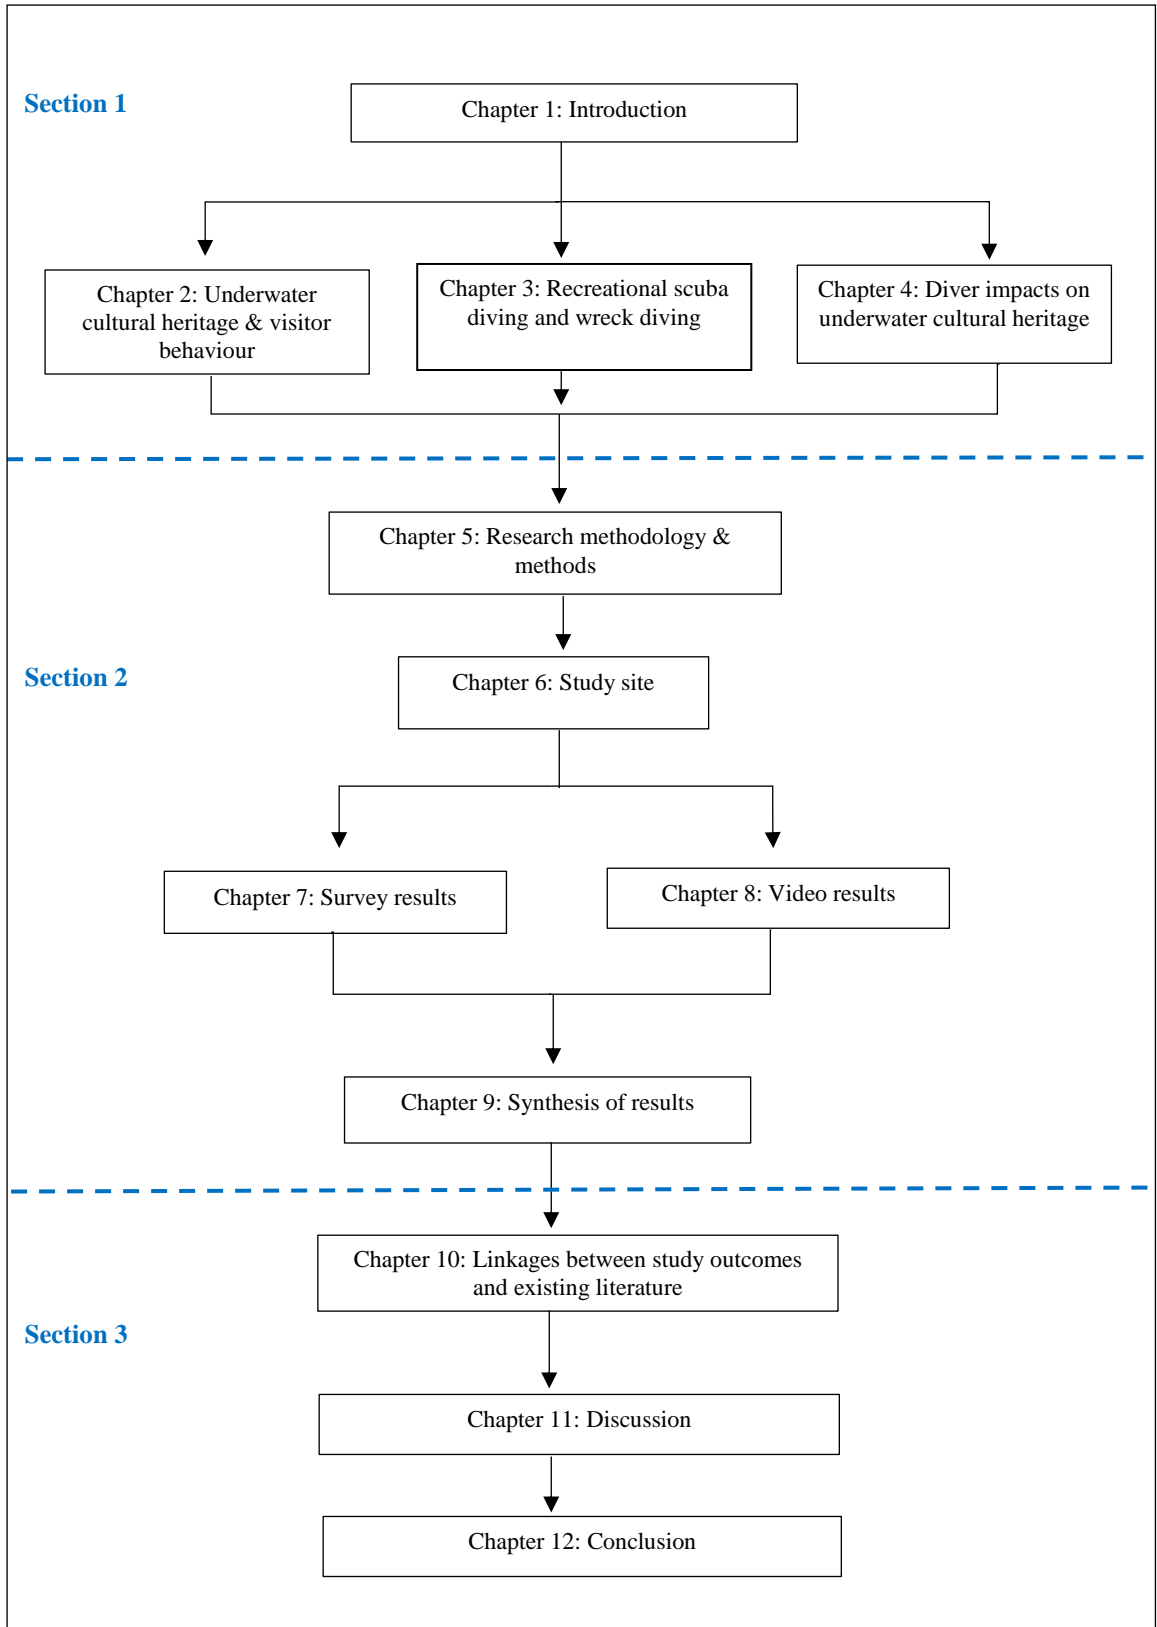 Section 1
Chapter 1: Introduction
Chapter 2: Underwater
cultural heritage & visitor
behaviour
Chapter 3: Recreational scuba
diving and wreck diving
Chapter 4: Diver impacts on
underwater cultural heritage
Chapter 5: Research methodology &
methods
Section 2
Chapter 6: Study site
Chapter 7: Survey results
Chapter 8: Video results
Chapter 9: Synthesis of results
Chapter 10: Linkages between study outcomes
and existing literature
Section 3
Chapter 11: Discussion
Chapter 12: Conclusion